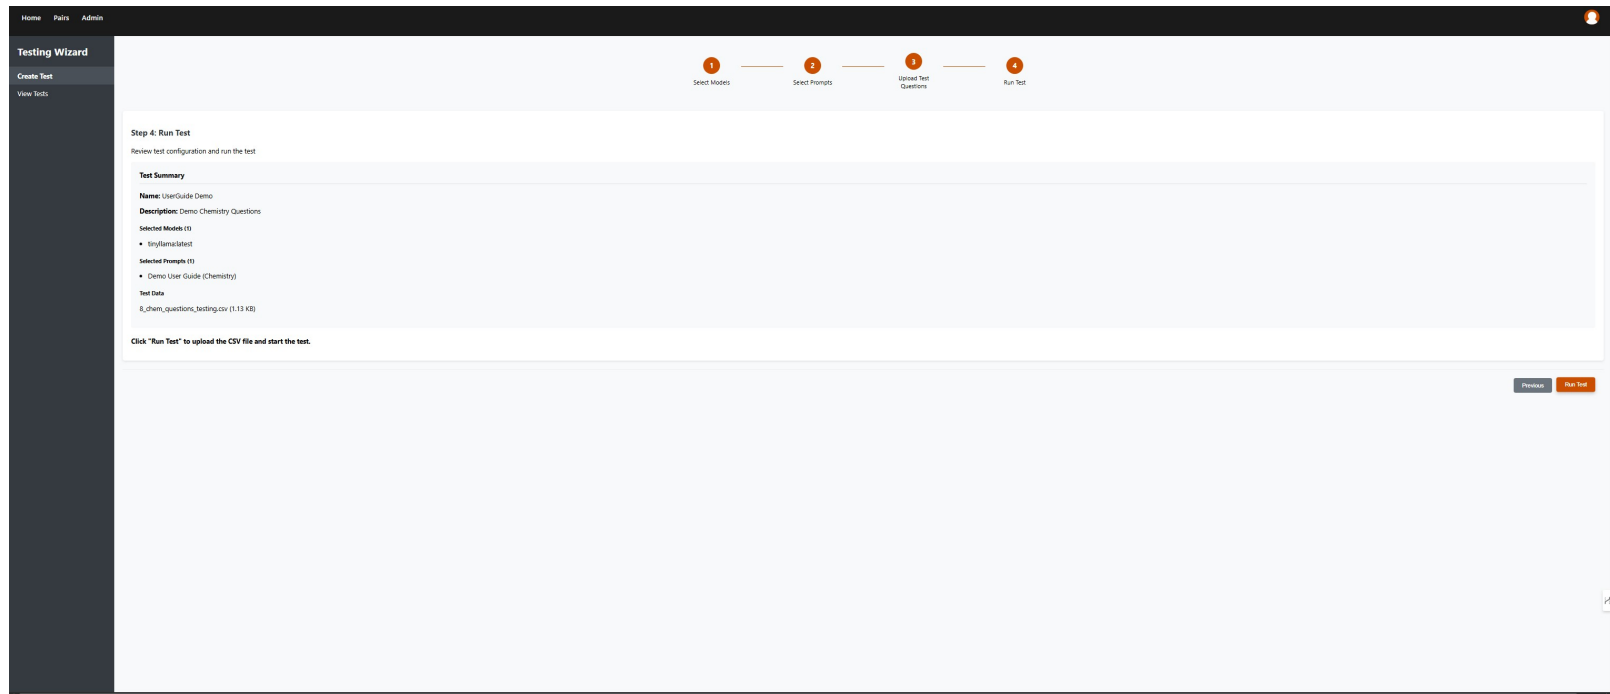 Home Pairs Admin
Testing Wizard
Create Test
View Tests
1
Select Models
2
Select Prompts
3
Upload Test
Questions
4
Run Test
Step 4: Run Test
Review test configuration and run the test
Test Summary
Name: UserGuide Demo
Description: Demo Chemistry Questions
Selected Models (1)
• tinyllama:latest
Selected Prompts (1)
• Demo User Guide (Chemistry)
Test Data
8_chem_questions_testing.csv (1.13 KB)
Click "Run Test" to upload the CSV file and start the test.
Previous Run Test